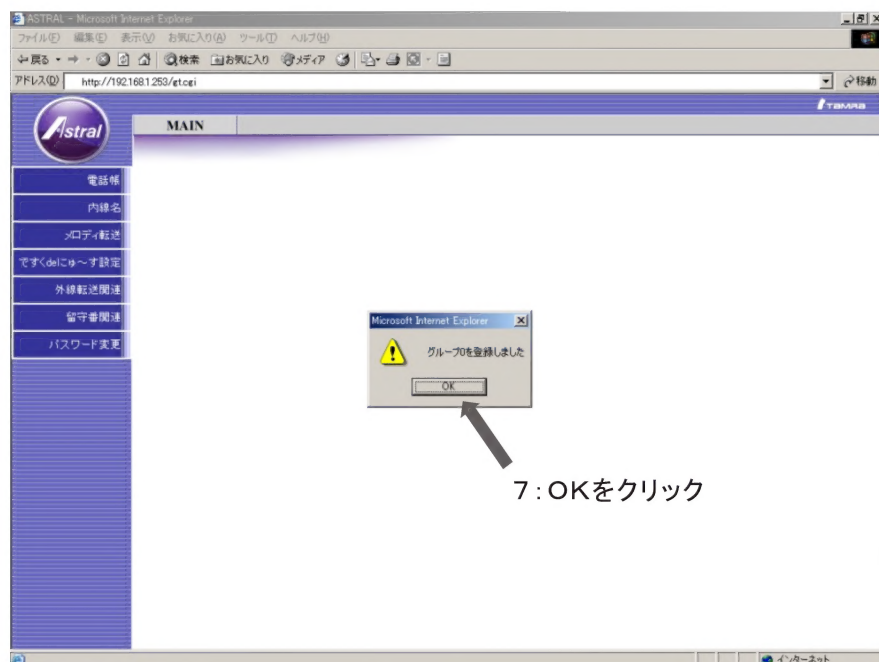 ASTRAL - Microsoft Internet Explorer
ファイル(F) 編集(E) 表示(V) お気に入り(A) ツール(T) ヘルプ(H)
戻る 検索 お気に入り メディア
アドレス(D) http://192.168.1.253/gt.cgi 移動
TAMRA
Astral MAIN
電話帳
内線名
メロディ転送
ですくdelにゅ～す設定
外線転送関連
留守番関連
パスワード変更
Microsoft Internet Explorer
グループ0を登録しました
OK
7:OKをクリック
インターネット